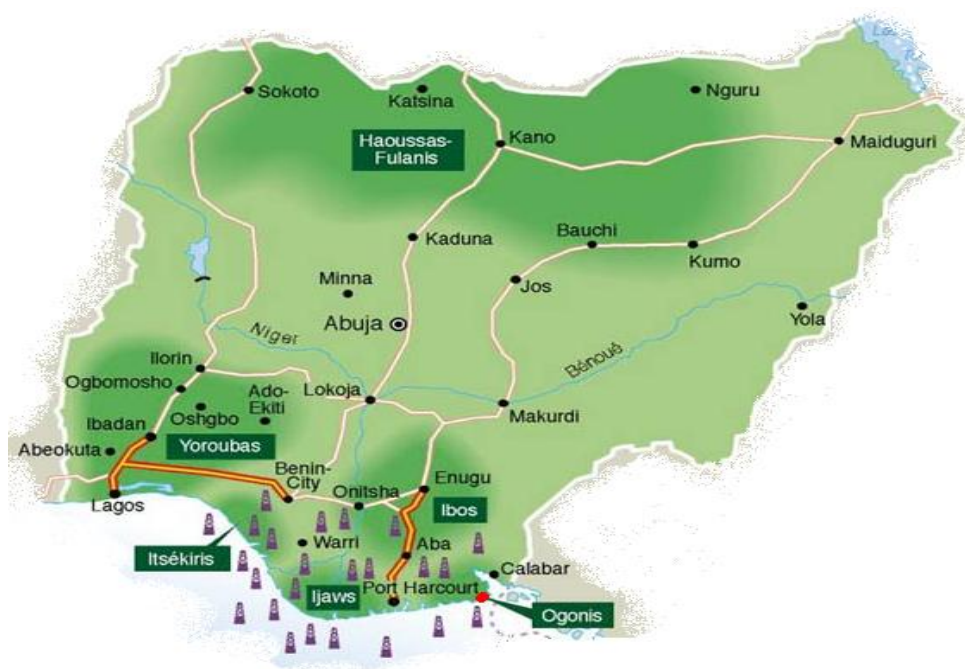 Sokoto
Katsina
Nguru
Haoussas-
Fulanis
Kano
Maiduguri
Kaduna
Bauchi
Kumo
Minna
Jos
Abuja
Yola
Niger
Bénoué
Ilorin
Ogbomosho
Ado-
Ekiti
Lokoja
Makurdi
Oshgbo
Ibadan
Abeokuta
Yoroubas
Lagos
Benin-
City
Onitsha
Enugu
Ibos
Itsékiris
Warri
Aba
Calabar
Ijaws
Port Harcourt
Ogonis